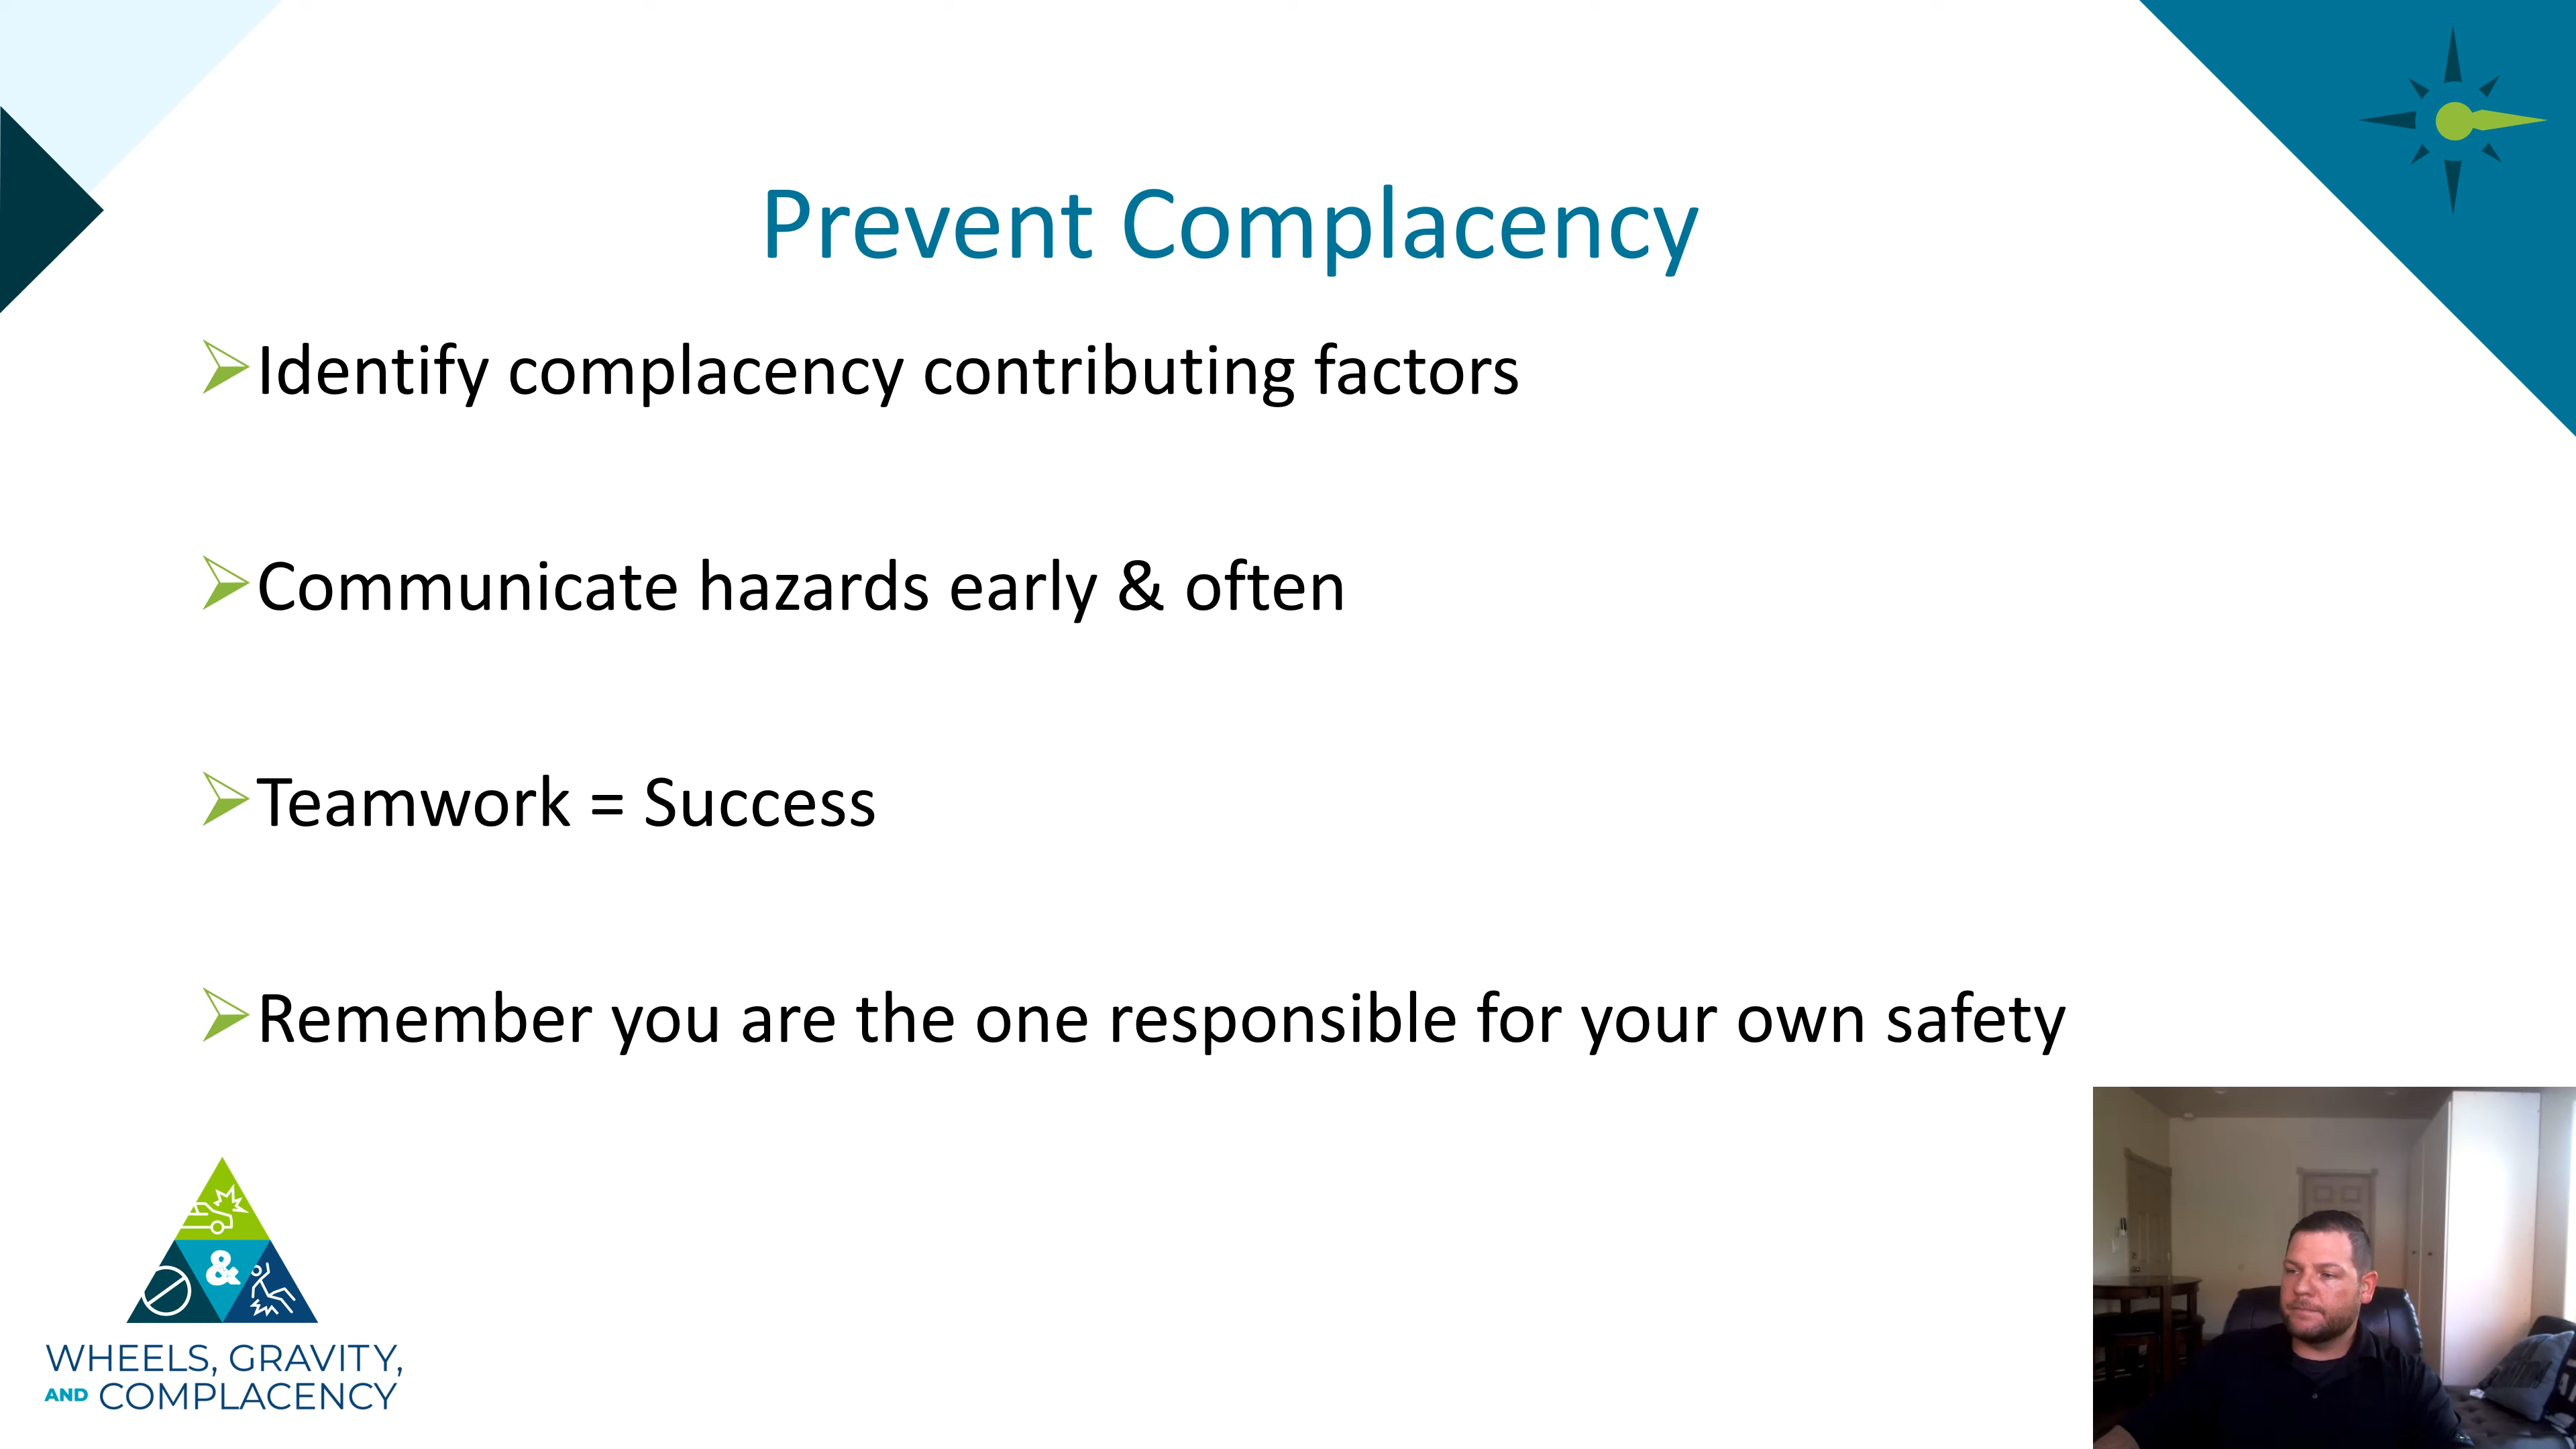 Prevent Complacency
Identify complacency contributing factors
Communicate hazards early & often
Teamwork = Success
Remember you are the one responsible for your own safety
&
WHEELS, GRAVITY,
AND COMPLACENCY